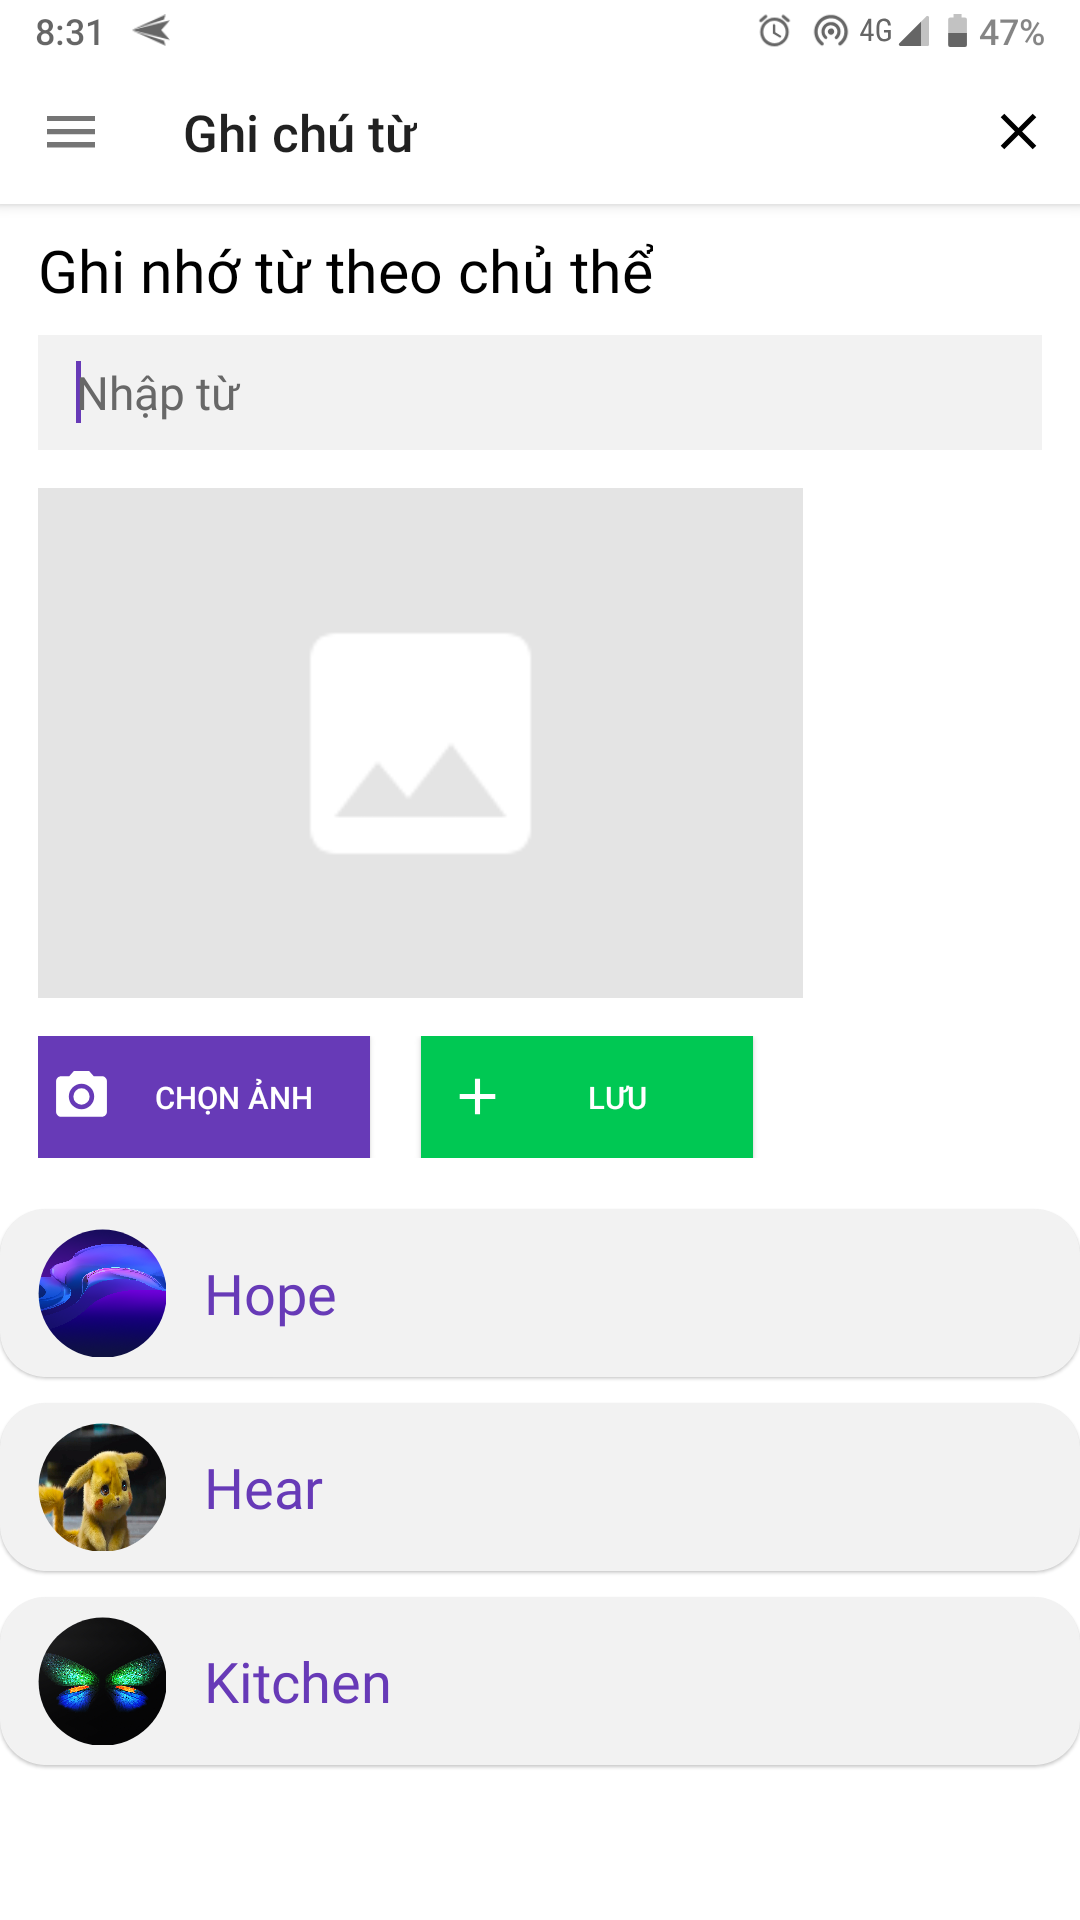 8:31 4G 47%
Ghi chú từ
Ghi nhớ từ theo chủ thể
Nhập từ
CHỌN ẢNH LƯU
Hope
Hear
Kitchen